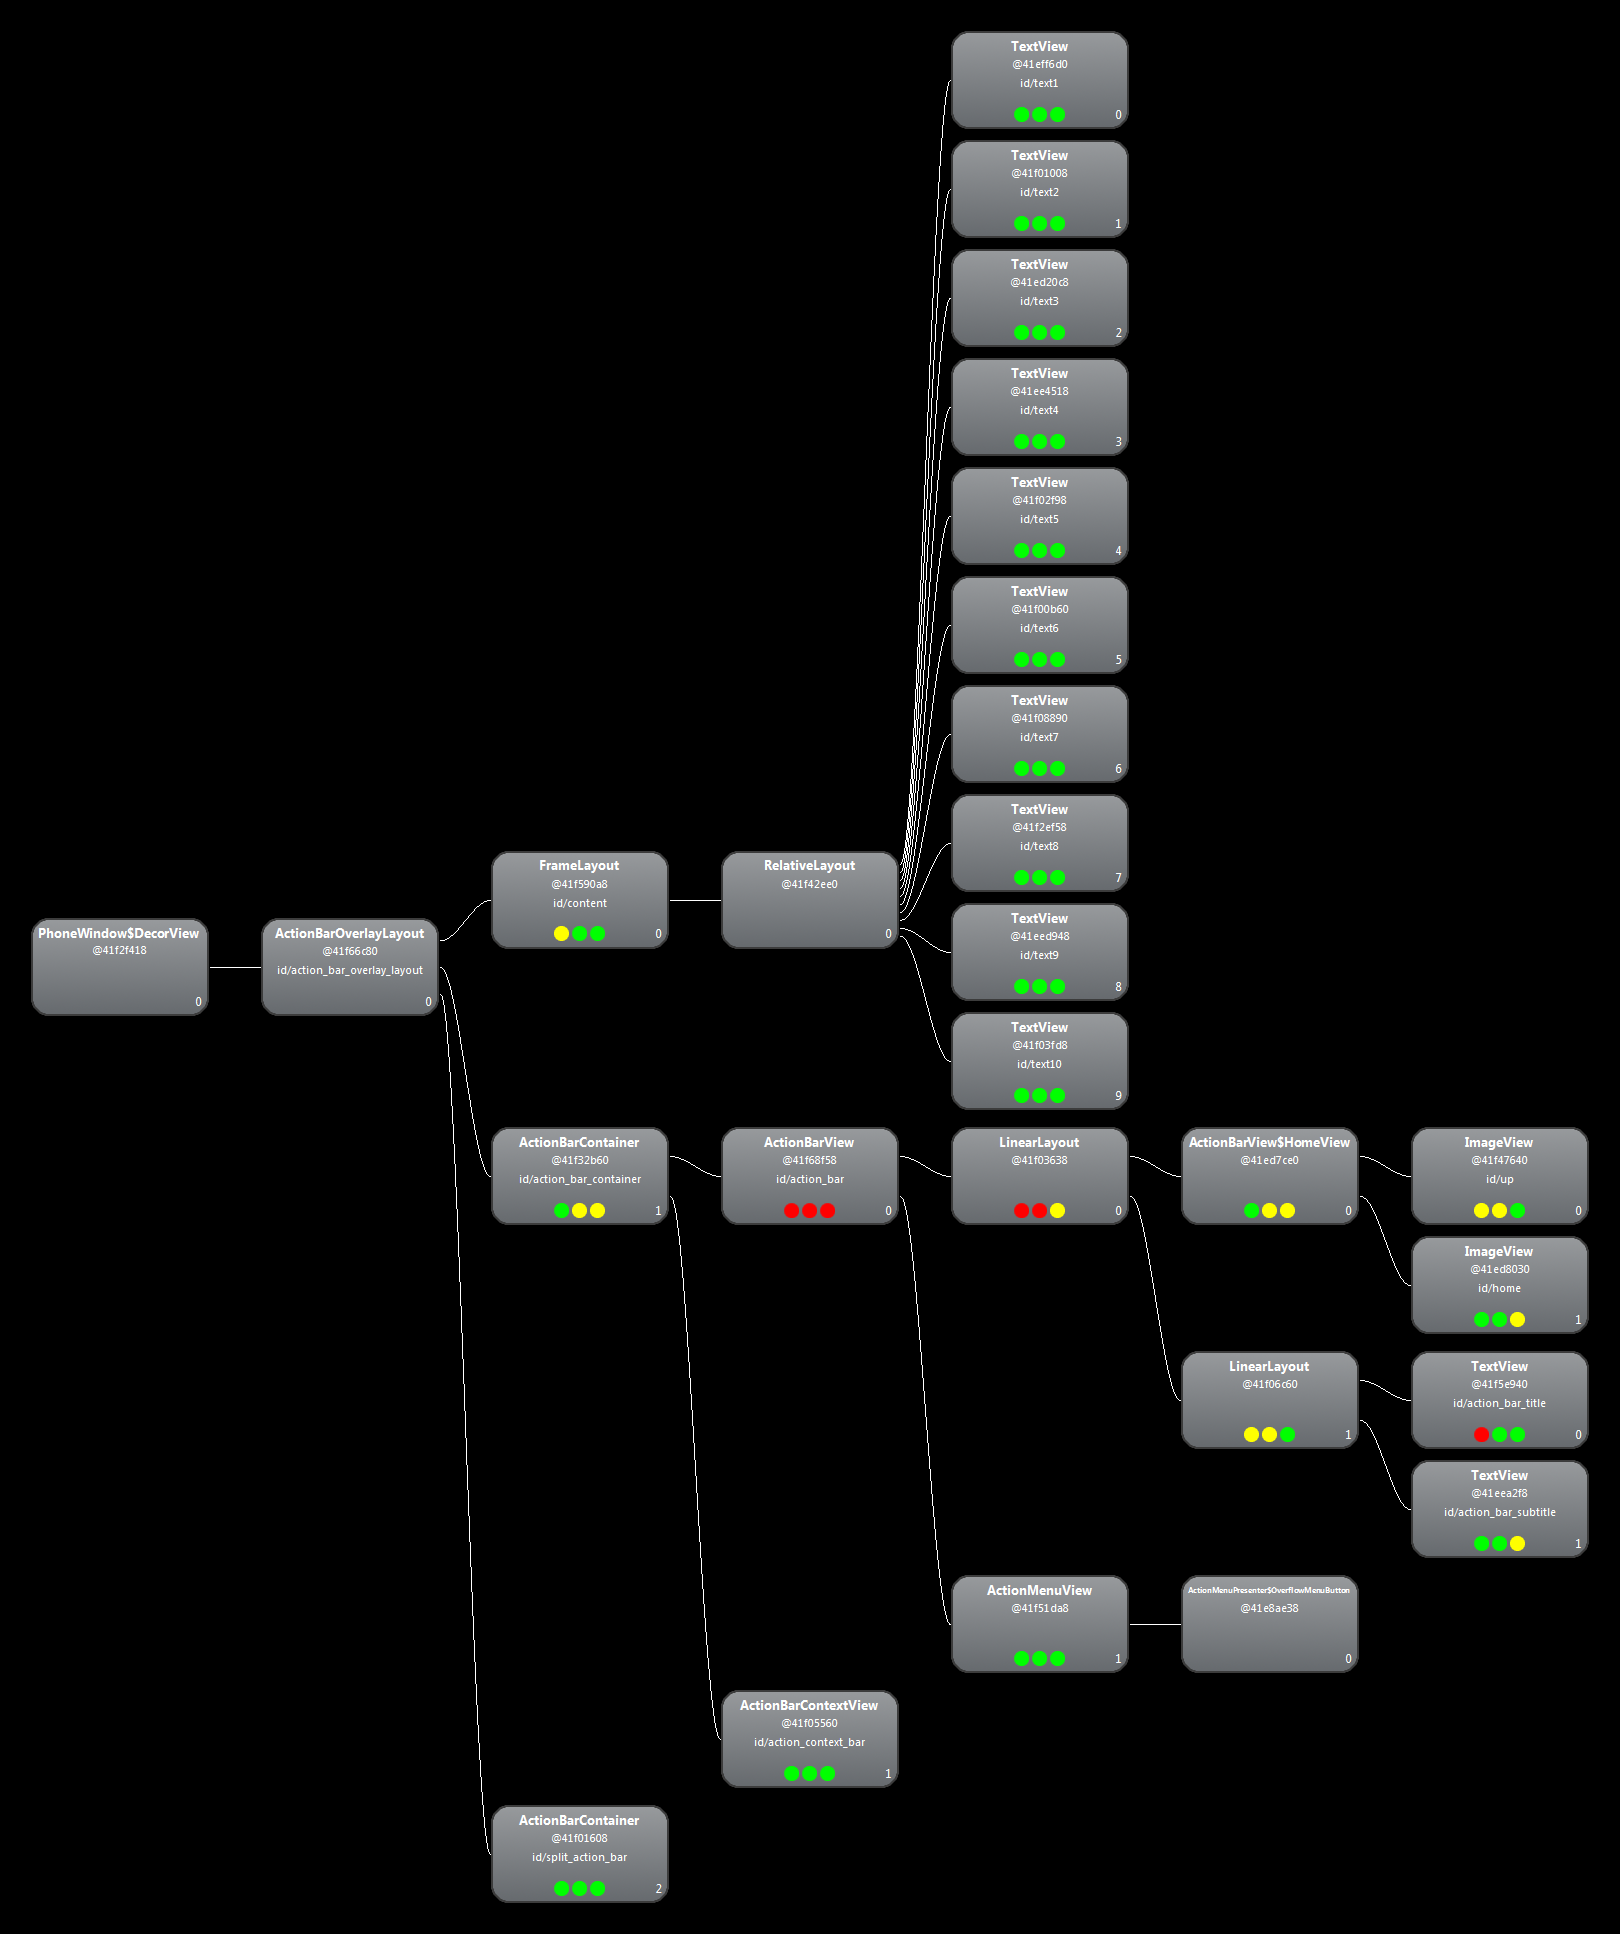 TextView
@41eff6d0
id/text1
0
TextView
@41f01008
id/text2
1
TextView
@41ed20c8
id/text3
2
TextView
@41ee4518
id/text4
3
TextView
@41f02f98
id/text5
4
TextView
@41f00b60
id/text6
5
TextView
@41f08890
id/text7
6
TextView
@41f2ef58
id/text8
7
FrameLayout
@41f590a8
id/content
0
RelativeLayout
@41f42ee0
0
TextView
@41eed948
id/text9
8
PhoneWindow$DecorView
@41f2f418
0
ActionBarOverlayLayout
@41f66c80
id/action_bar_overlay_layout
0
TextView
@41f03fd8
id/text10
9
ActionBarContainer
@41f32b60
id/action_bar_container
1
ActionBarView
@41f68f58
id/action_bar
0
LinearLayout
@41f03638
0
ActionBarView$HomeView
@41ed7ce0
0
ImageView
@41f47640
id/up
0
ImageView
@41ed8030
id/home
1
LinearLayout
@41f06c60
1
TextView
@41f5e940
id/action_bar_title
0
TextView
@41eea2f8
id/action_bar_subtitle
1
ActionMenuView
@41f51da8
1
ActionMenuPresenter$OverflowMenuButton
@41e8ae38
0
ActionBarContextView
@41f05560
id/action_context_bar
1
ActionBarContainer
@41f01608
id/split_action_bar
2